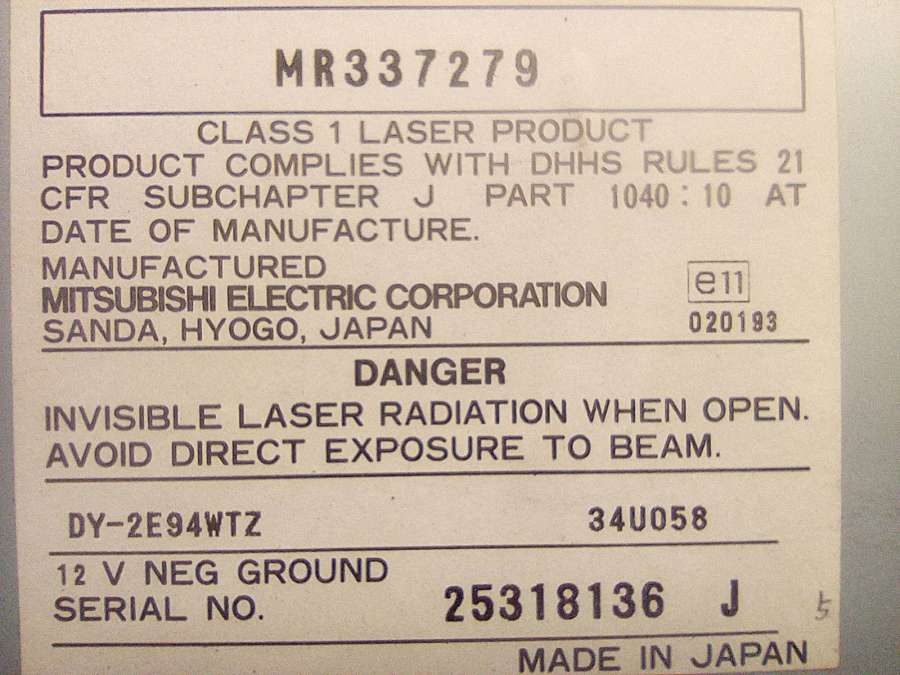 MR337279
CLASS 1 LASER PRODUCT
PRODUCT COMPLIES WITH DHHS RULES 21
CFR SUBCHAPTER J PART 1040:10 AT
DATE OF MANUFACTURE.
MANUFACTURED
MITSUBISHI ELECTRIC CORPORATION e11
SANDA, HYOGO, JAPAN 020193
DANGER
INVISIBLE LASER RADIATION WHEN OPEN.
AVOID DIRECT EXPOSURE TO BEAM.
DY-2E94WTZ 34U058
12 V NEG GROUND
SERIAL NO. 25318136 J
MADE IN JAPAN